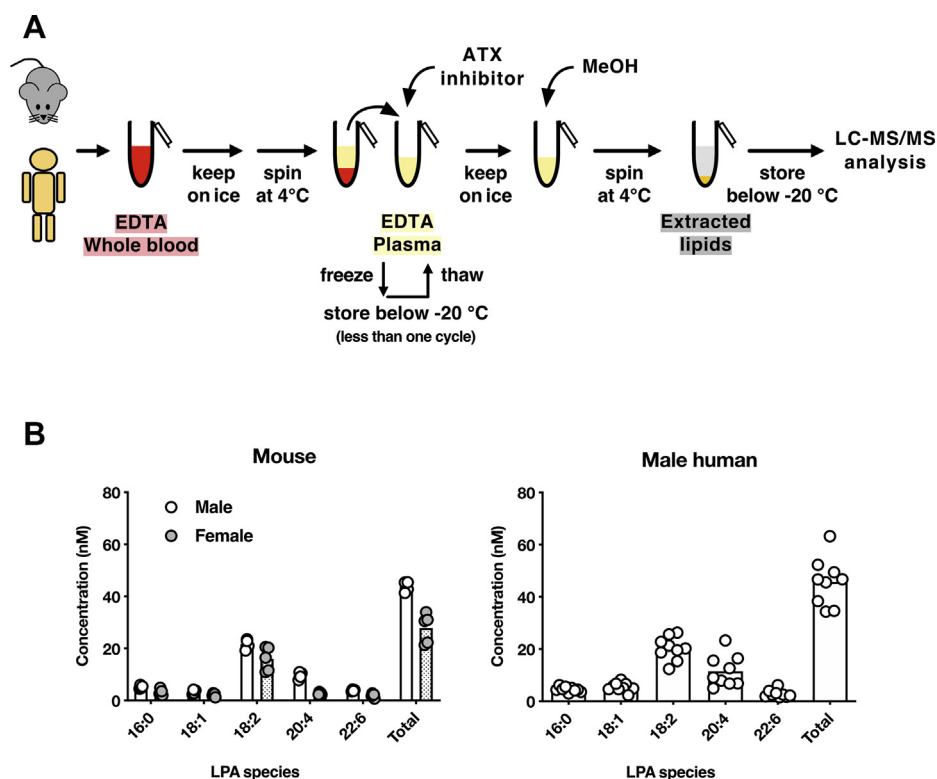 A
ATX
inhibitor
MeOH
keep
on ice
spin
at 4°C
keep
on ice
spin
at 4°C
store
below -20 °C
LC-MS/MS
analysis
EDTA
Whole blood
EDTA
Plasma
Extracted
lipids
freeze
thaw
store below -20 °C
(less than one cycle)
B
Mouse
Concentration (nM)
80
60
40
20
0
Male
Female
16:0
18:1
18:2
20:4
22:6
Total
LPA species
Male human
Concentration (nM)
80
60
40
20
0
16:0
18:1
18:2
20:4
22:6
Total
LPA species